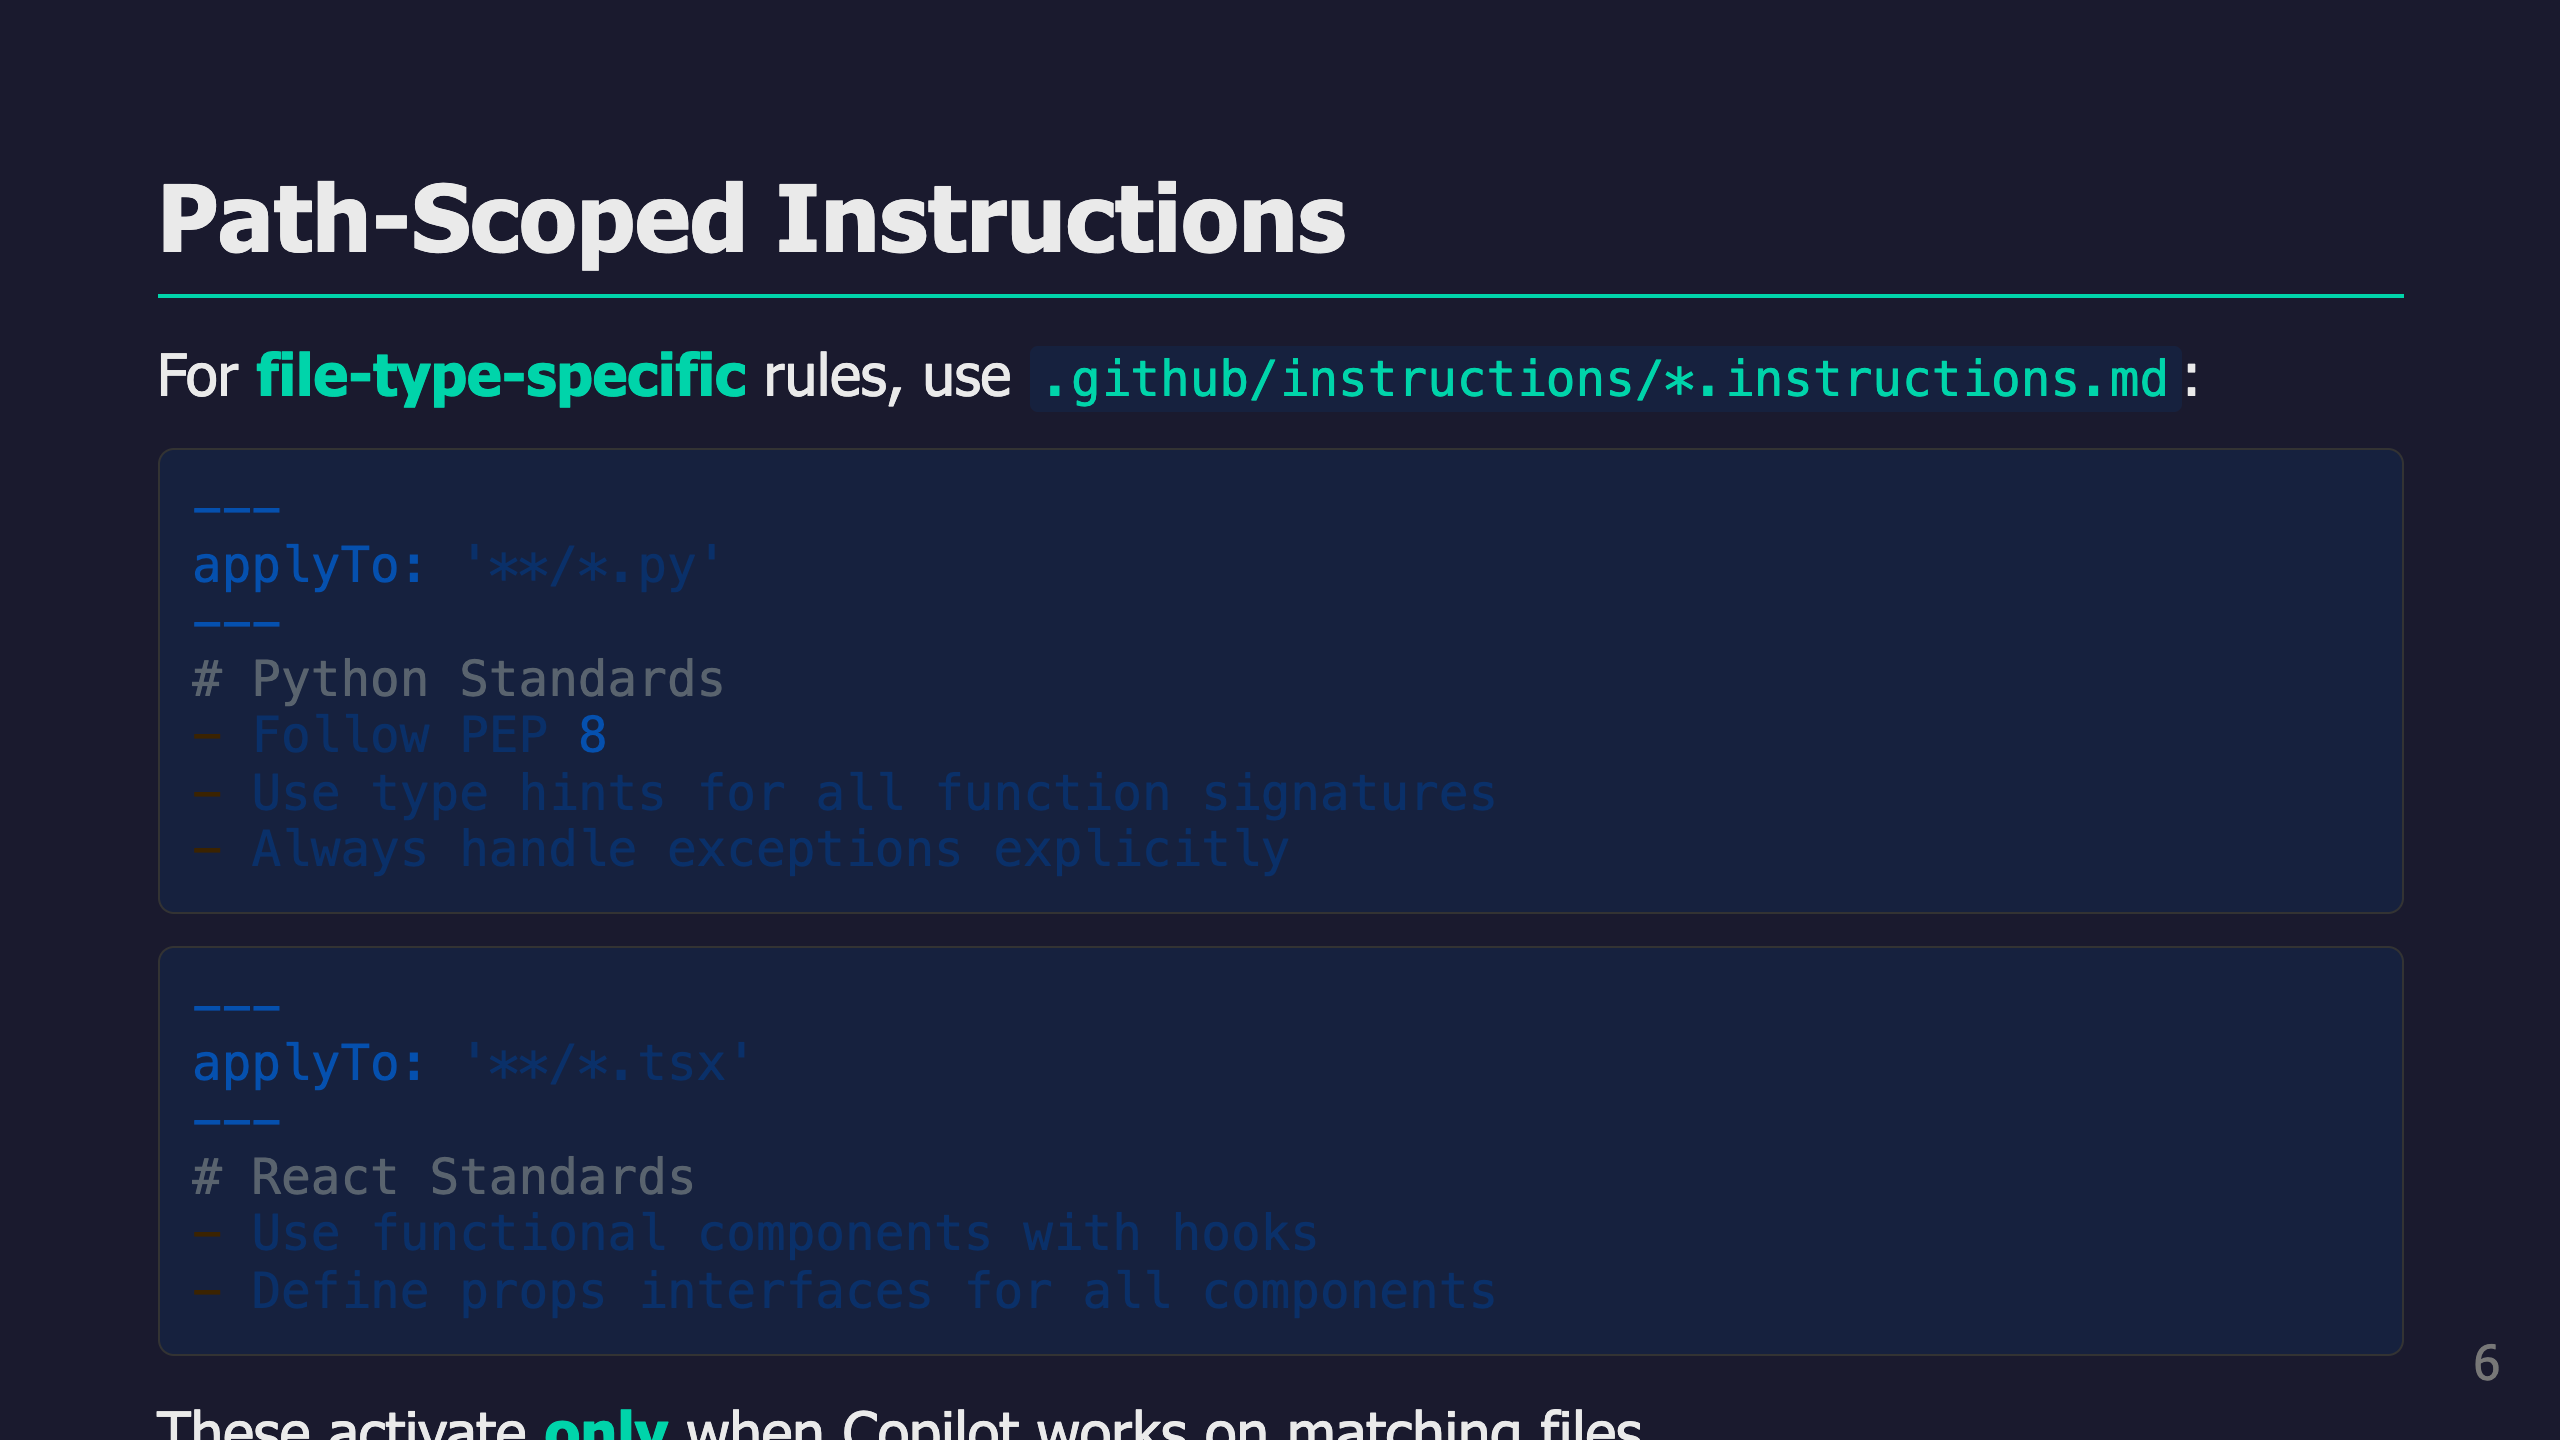 Path-Scoped Instructions
For file-type-specific rules, use .github/instructions/*.instructions.md:
---
applyTo: '**/*.py'
---
# Python Standards
- Follow PEP 8
- Use type hints for all function signatures
- Always handle exceptions explicitly
---
applyTo: '**/*.tsx'
---
# React Standards
- Use functional components with hooks
- Define props interfaces for all components
6
These activate only when Copilot works on matching files